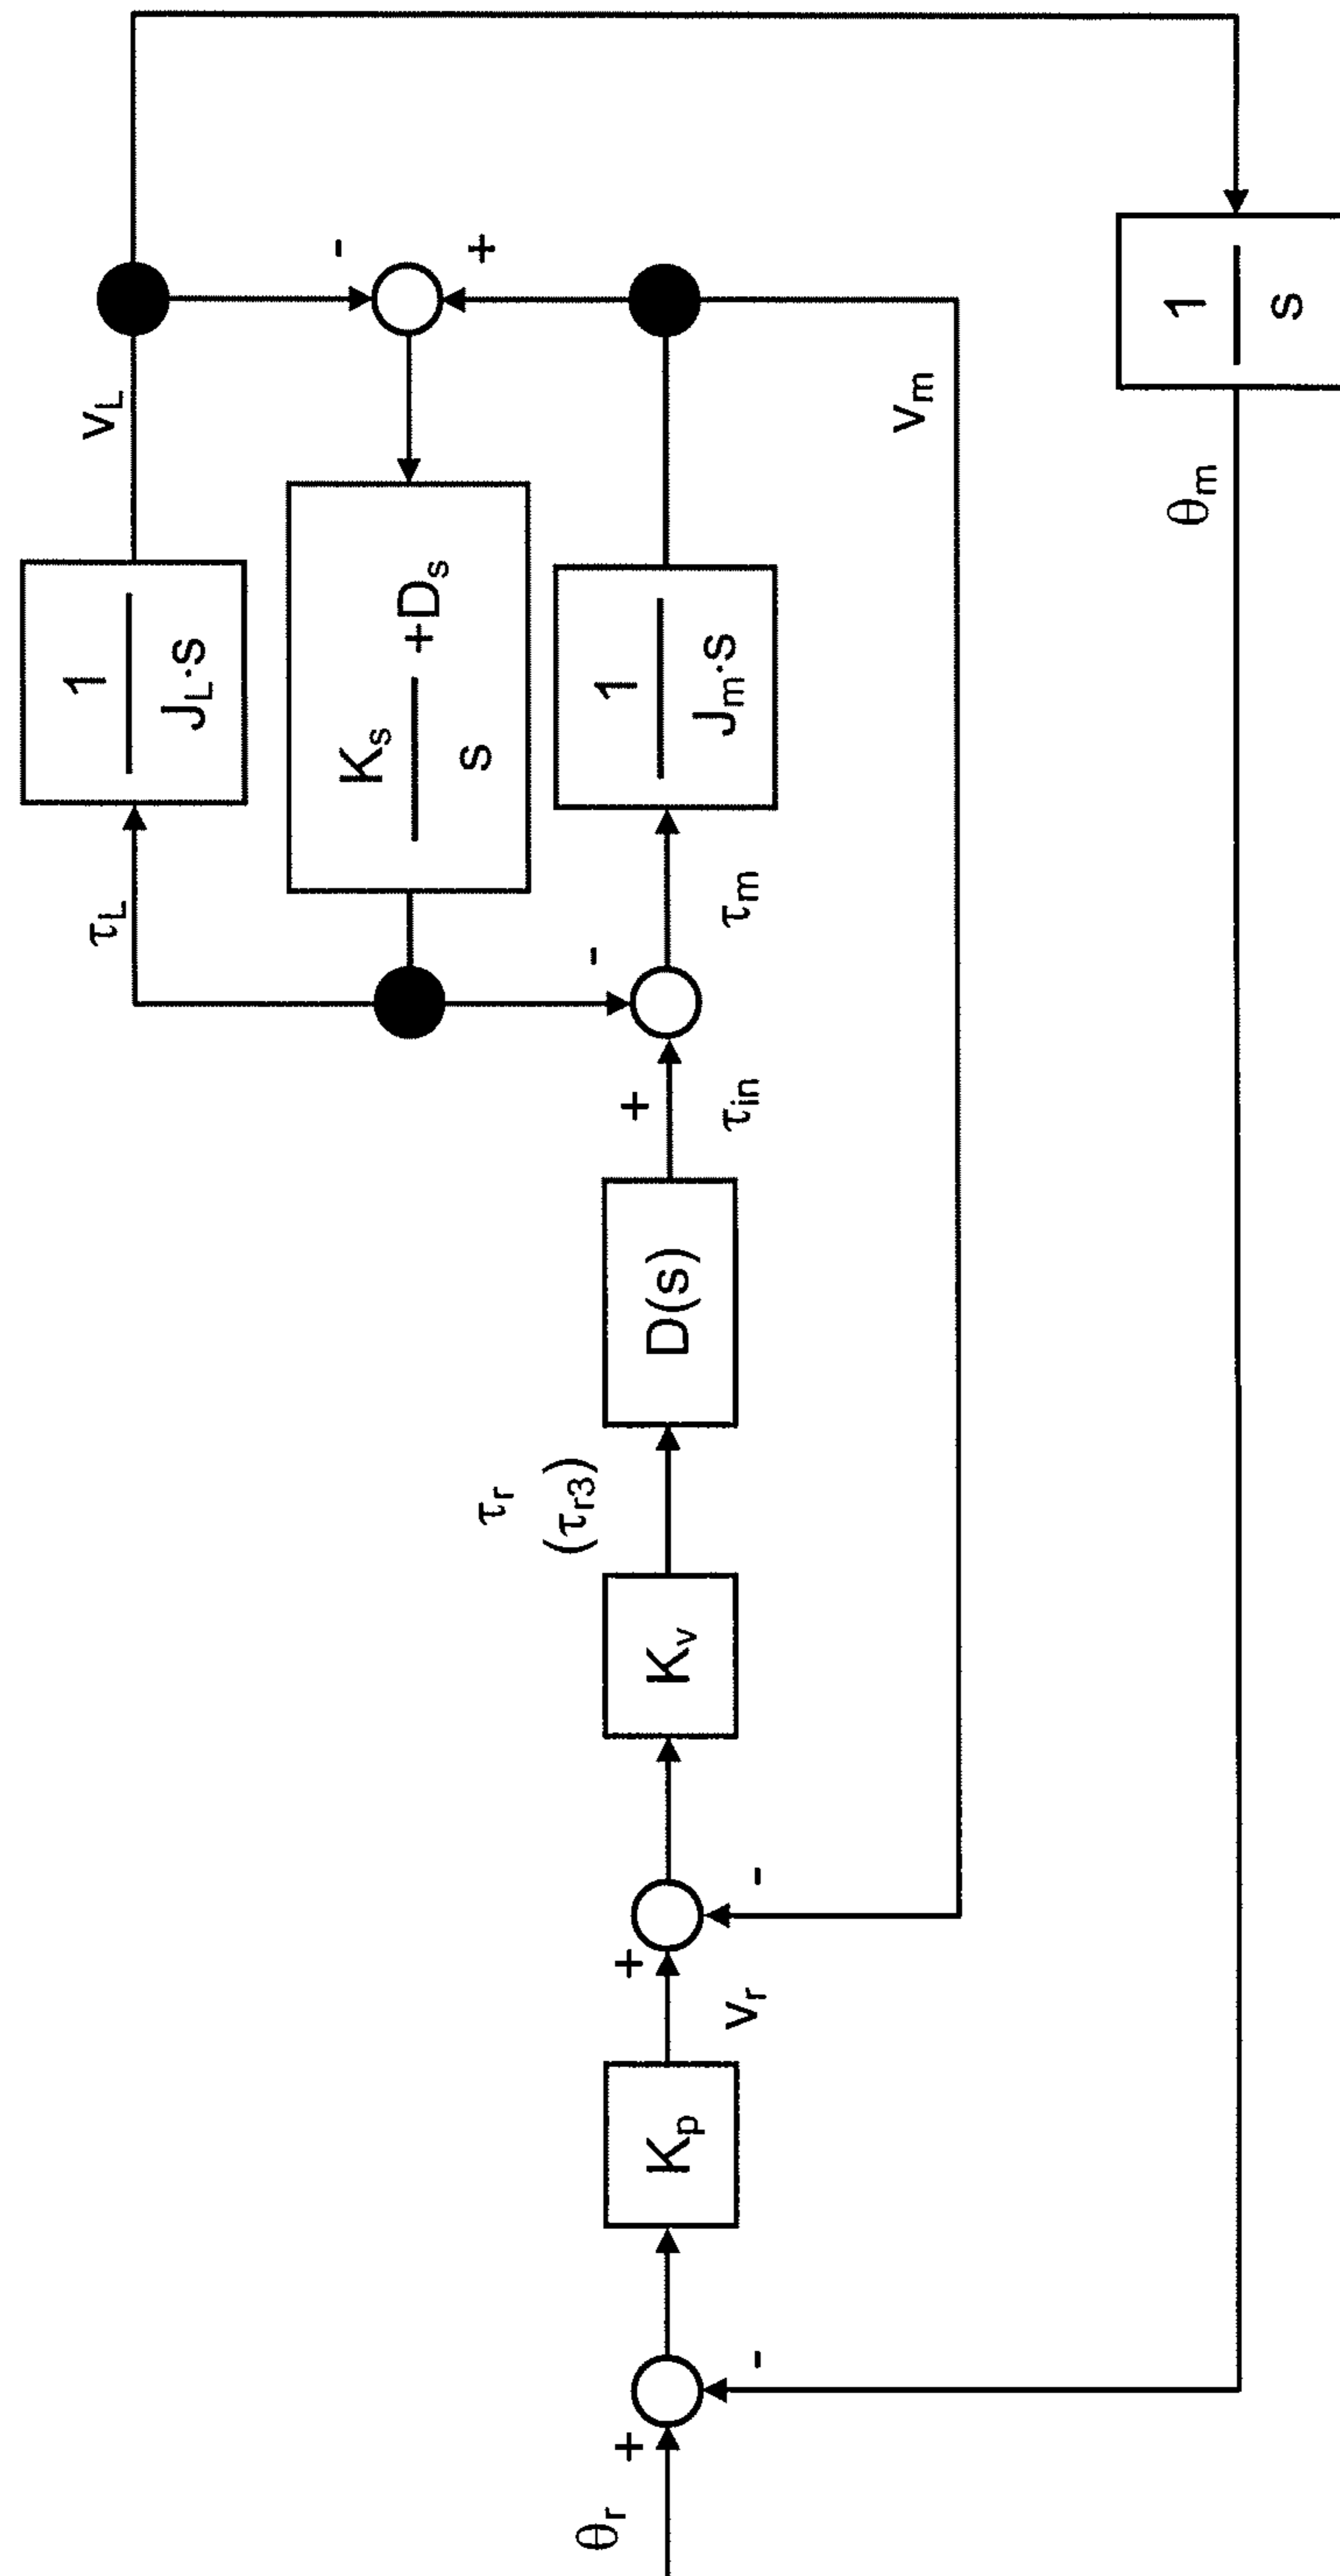 θr
+
-
Kp
vr
+
-
Kv
τr
(τr3)
D(s)
+
τin
-
τm
τL
1
JL·s
Ks
+Ds
s
1
Jm·s
vL
vm
-
+
1
s
θm